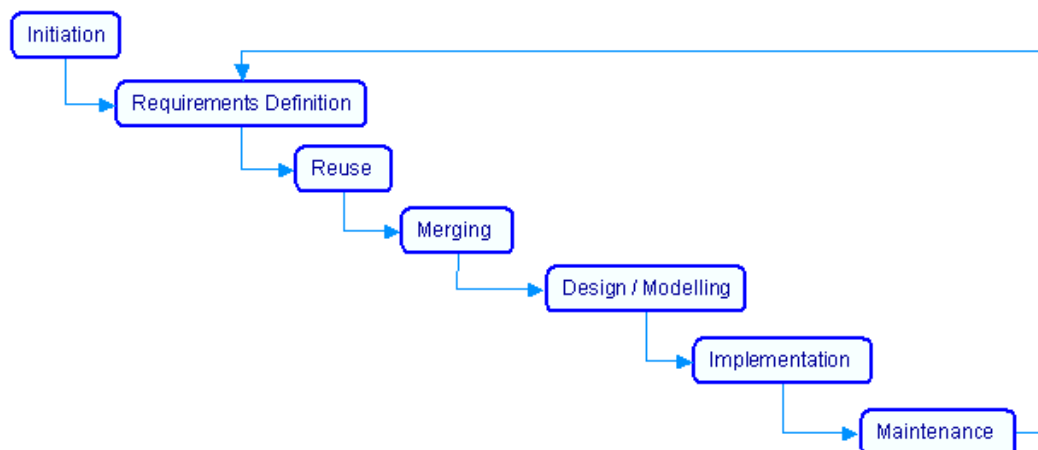 Initiation
Requirements Definition
Reuse
Merging
Design / Modelling
Implementation
Maintenance